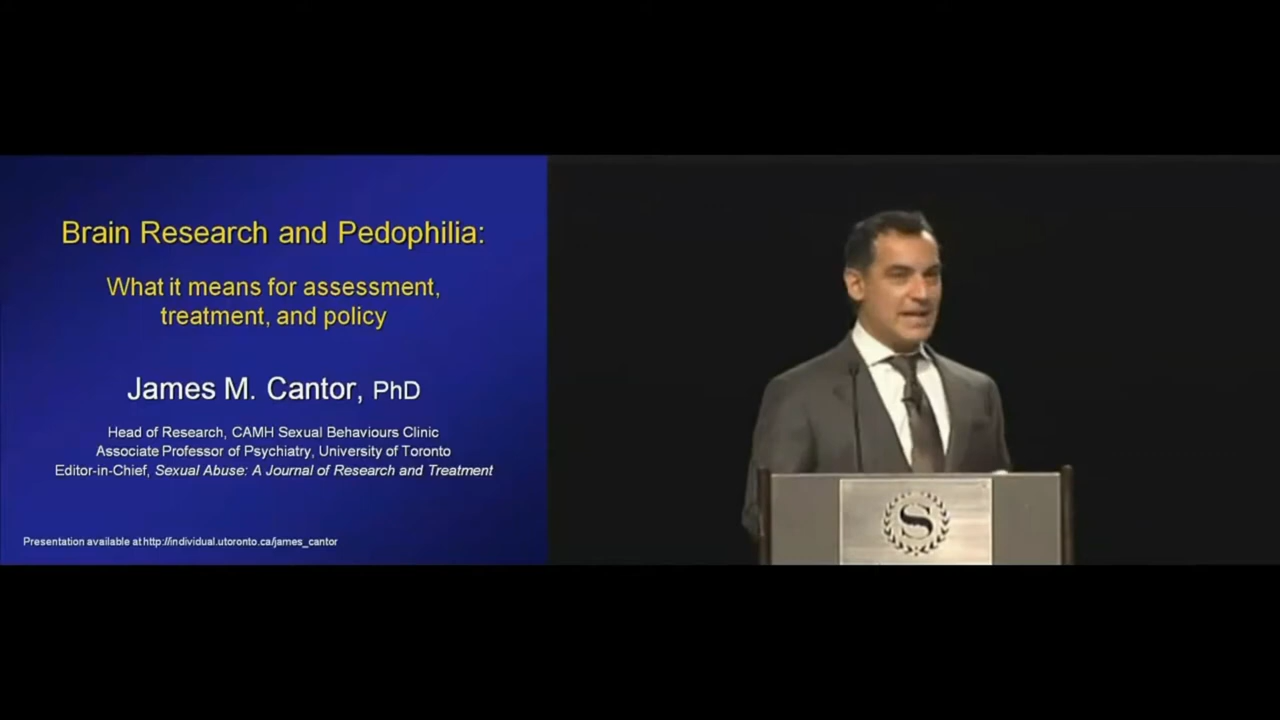 Brain Research and Pedophilia:
What it means for assessment,
treatment, and policy
James M. Cantor, PhD
Head of Research, CAMH Sexual Behaviours Clinic
Associate Professor of Psychiatry, University of Toronto
Editor-in-Chief, Sexual Abuse: A Journal of Research and Treatment
Presentation available at http://individual.utoronto.ca/james_cantor
S